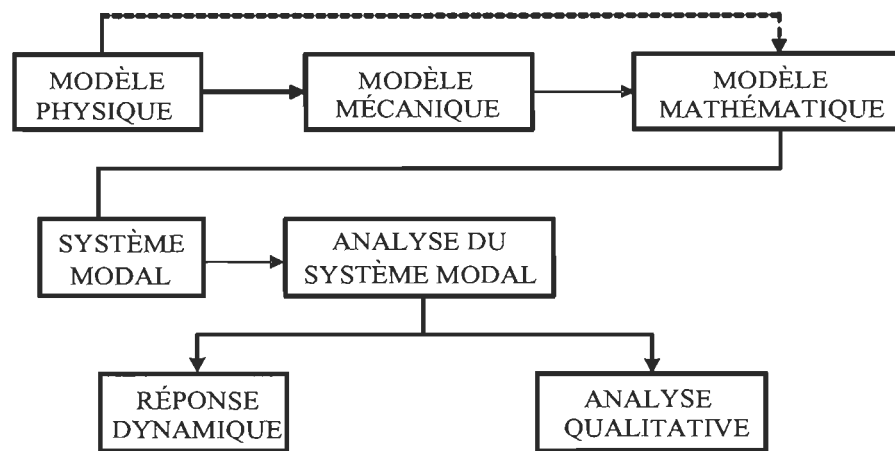 MODÈLE
PHYSIQUE
MODÈLE
MÉCANIQUE
MODÈLE
MATHÉMATIQUE
SYSTÈME
MODAL
ANALYSE DU
SYSTÈME MODAL
RÉPONSE
DYNAMIQUE
ANALYSE
QUALITATIVE